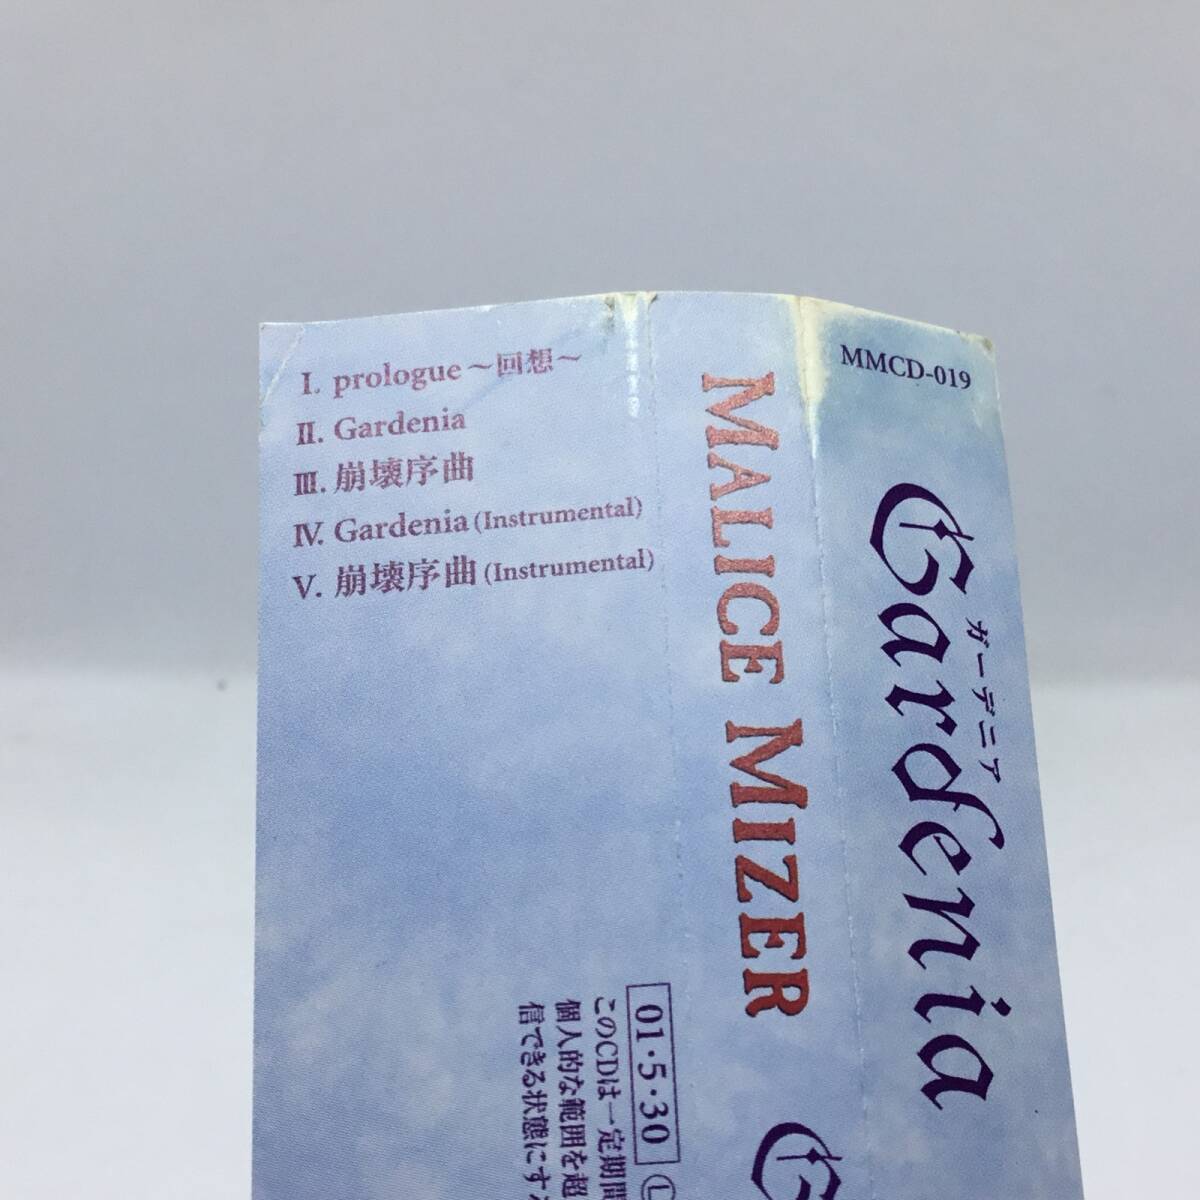 I. prologue～回想～
II. Gardenia
III. 崩壊序曲
IV. Gardenia (Instrumental)
V. 崩壊序曲 (Instrumental)
MALICE MIZER
MMCD-019
Gardenia
ガーデニア
01・5・30
このCDは一定期間
個人的な範囲を超
信できる状態にす